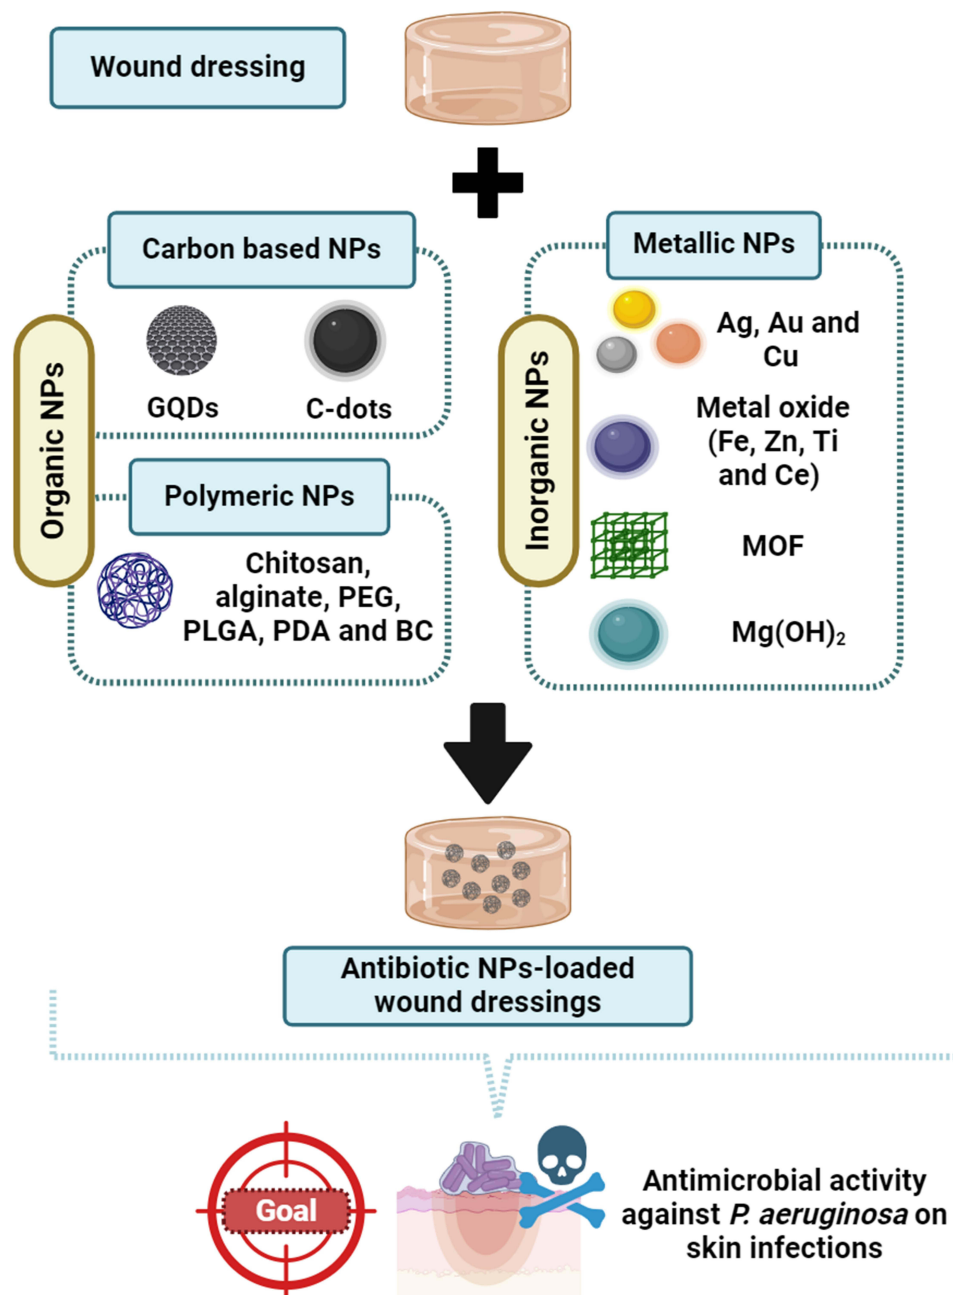 Wound dressing
Carbon based NPs
GQDs
C-dots
Organic NPs
Polymeric NPs
Chitosan,
alginate, PEG,
PLGA, PDA and BC
Metallic NPs
Inorganic NPs
Ag, Au and
Cu
Metal oxide
(Fe, Zn, Ti
and Ce)
MOF
Mg(OH)₂
Antibiotic NPs-loaded
wound dressings
Goal
Antimicrobial activity
against P. aeruginosa on
skin infections